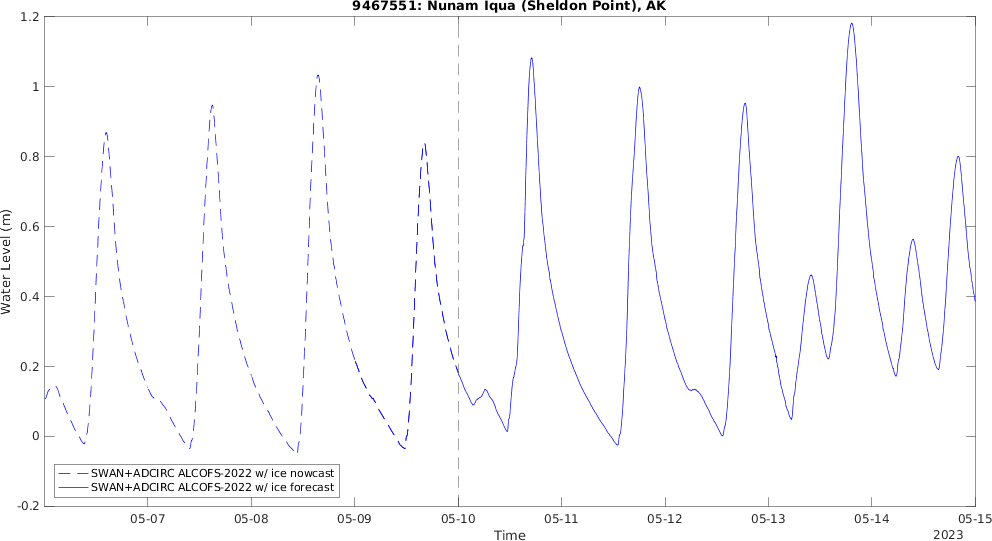 9467551: Nunam Iqua (Sheldon Point), AK
1.2
1
0.8
0.6
0.4
0.2
0
-0.2
Water Level (m)
SWAN+ADCIRC ALCOFS-2022 w/ ice nowcast
SWAN+ADCIRC ALCOFS-2022 w/ ice forecast
05-07 05-08 05-09 05-10 05-11 05-12 05-13 05-14 05-15
Time
2023